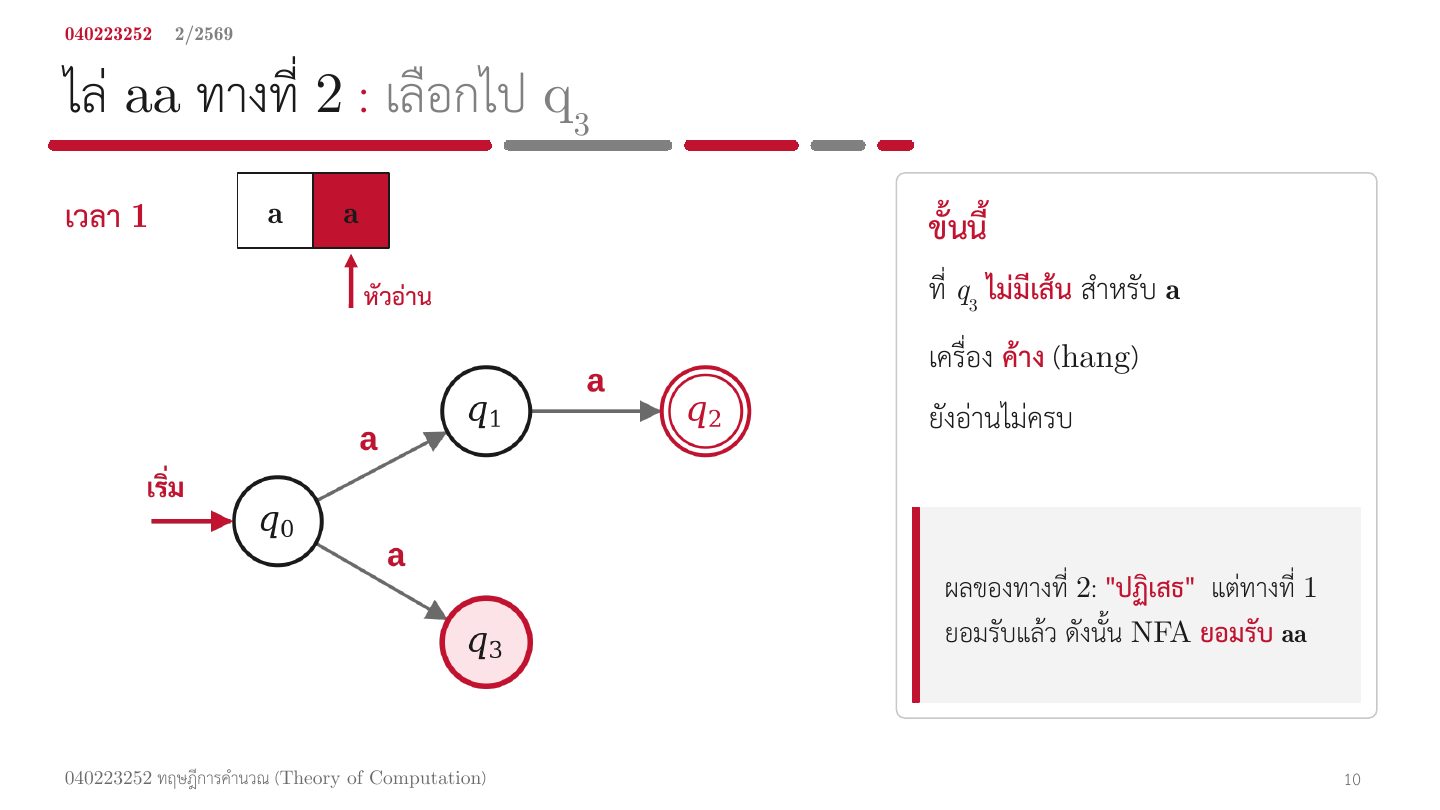 040223252 2/2569
ไล่ aa ทางที่ 2 : เลือกไป q₃
เวลา 1
a a
หัวอ่าน
ขั้นนี้
ที่ q₃ ไม่มีเส้น สำหรับ a
เครื่อง ค้าง (hang)
ยังอ่านไม่ครบ
a
q₁
q₂
a
เริ่ม
q₀
a
q₃
ผลของทางที่ 2: "ปฏิเสธ" แต่ทางที่ 1
ยอมรับแล้ว ดังนั้น NFA ยอมรับ aa
040223252 ทฤษฎีการคำนวณ (Theory of Computation)
10